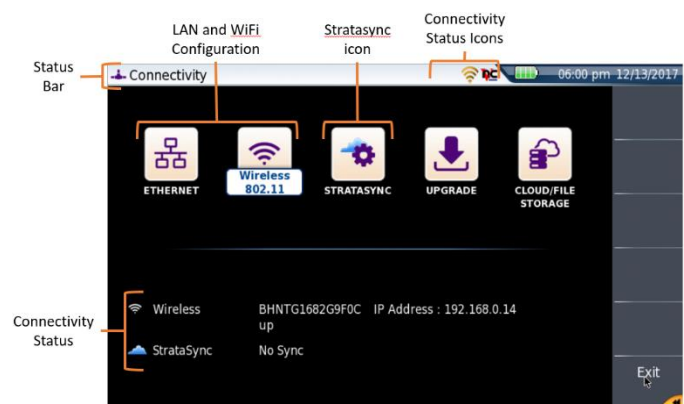 LAN and WiFi
Configuration
Stratasync
icon
Connectivity
Status Icons
Status
Bar
Connectivity
06:00 pm 12/13/2017
ETHERNET
Wireless
802.11
STRATASYNC
UPGRADE
CLOUD/FILE
STORAGE
Connectivity
Status
Wireless BHNTG1682G9F0C IP Address : 192.168.0.14
up
StrataSync No Sync
Exit